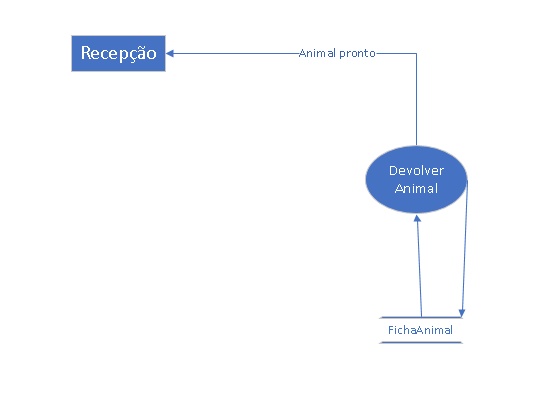 Recepção
Animal pronto
Devolver
Animal
FichaAnimal